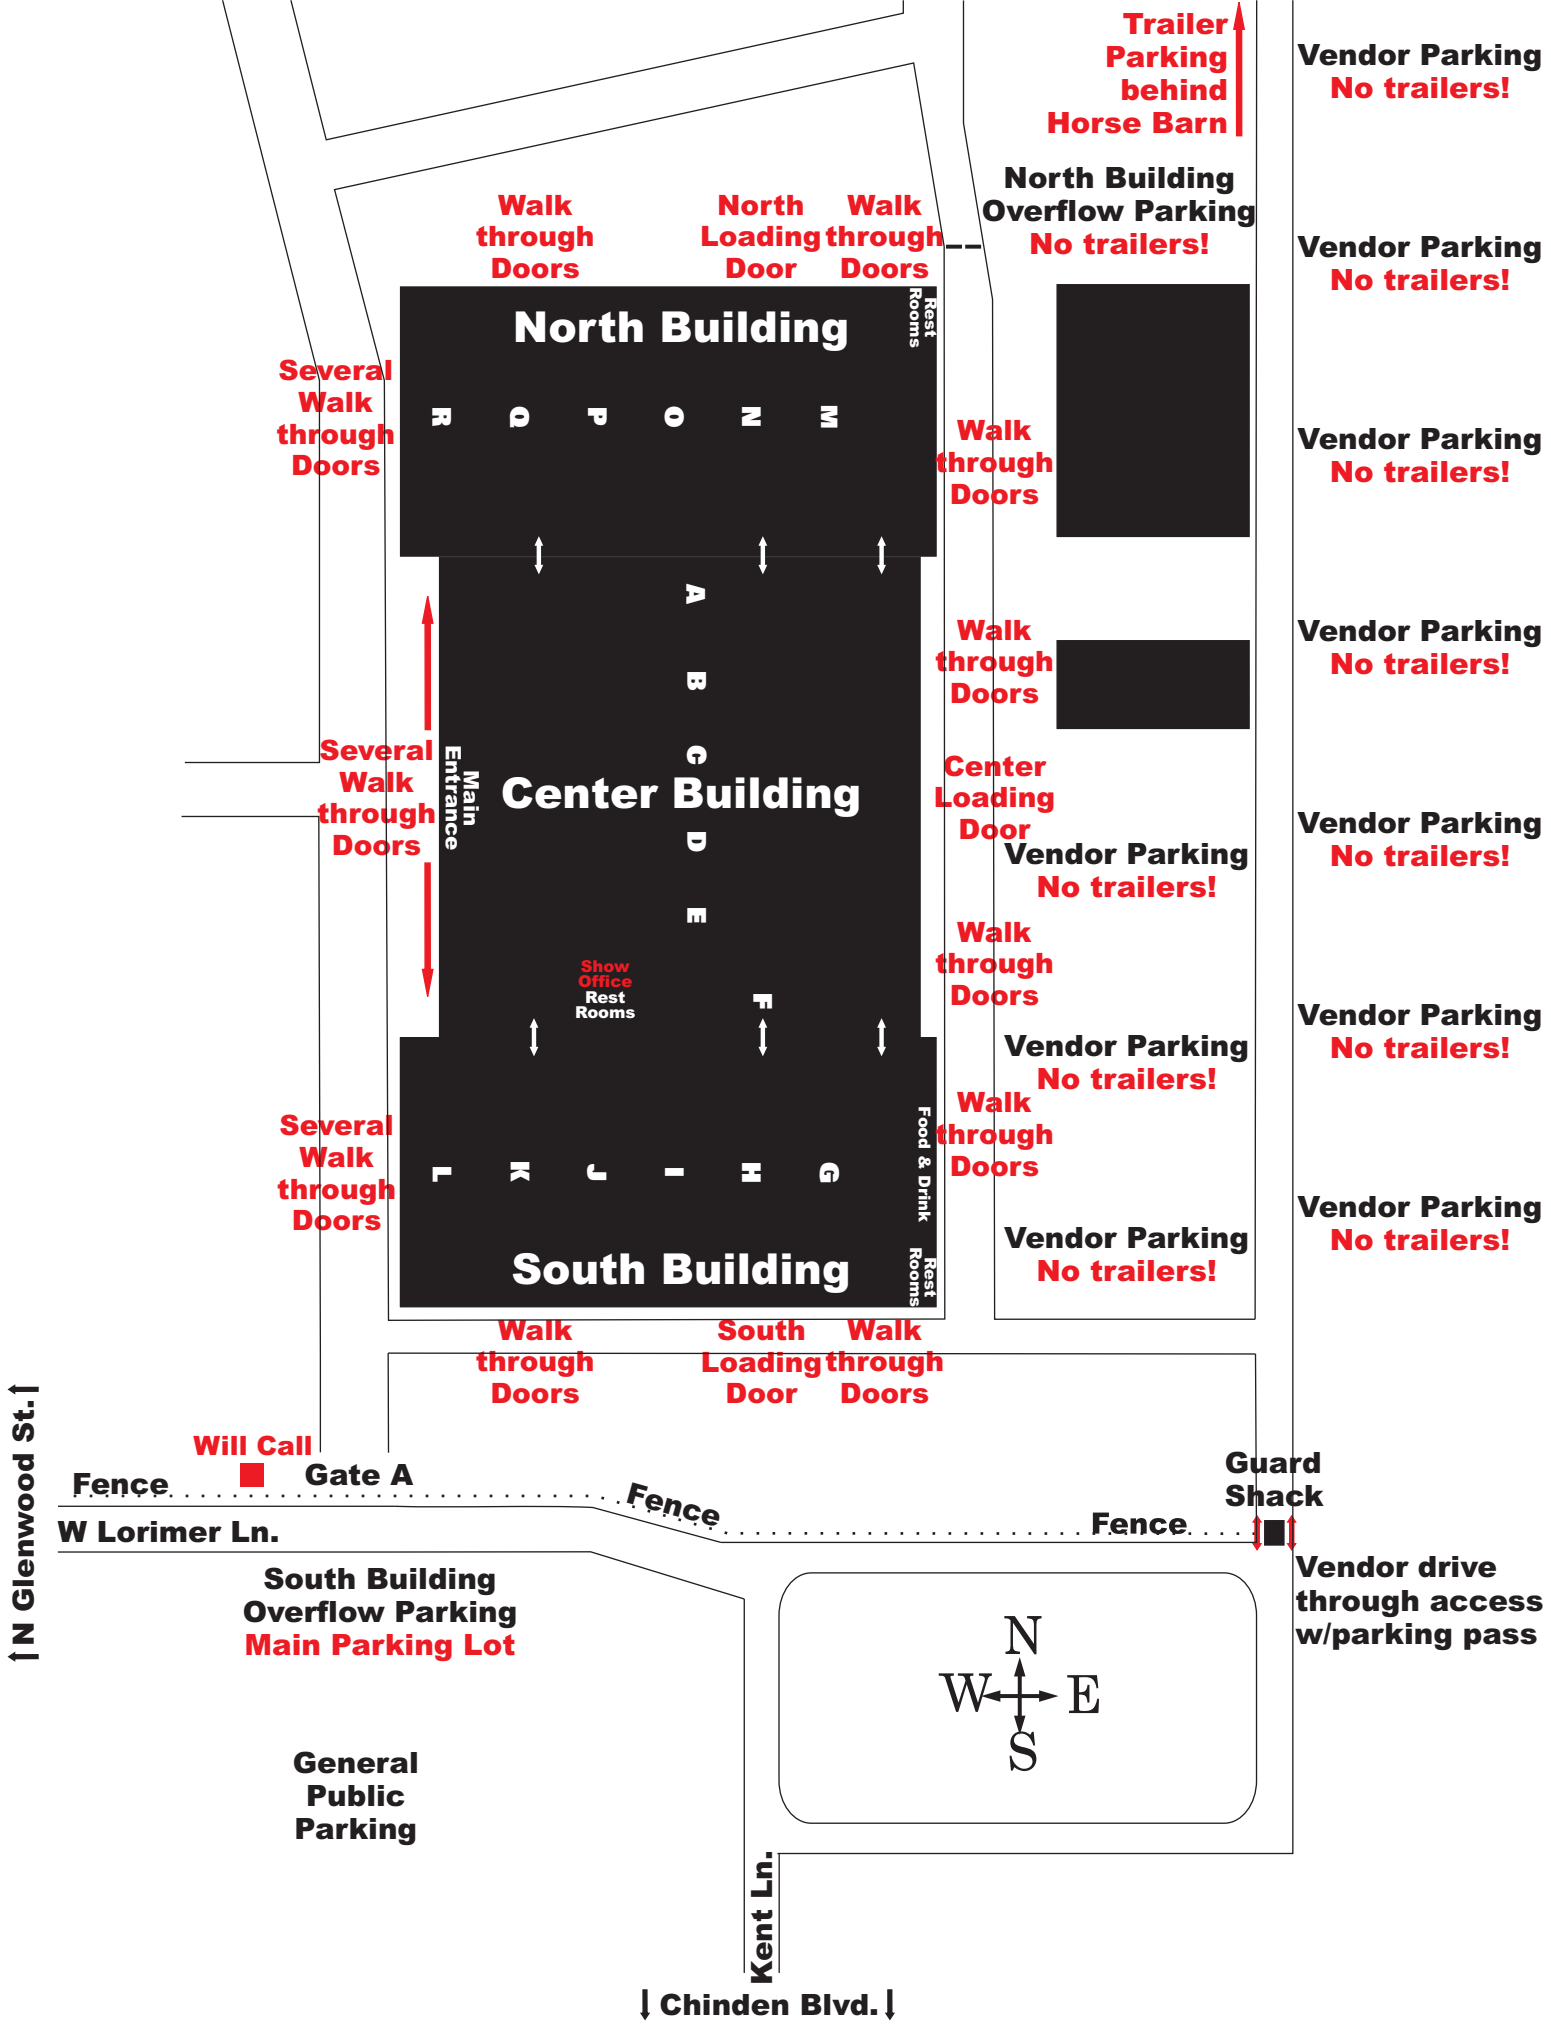 Trailer
Parking
behind
Horse Barn
Vendor Parking
No trailers!
North Building
Overflow Parking
No trailers!
Walk
through
Doors
North
Loading
Door
Walk
through
Doors
Vendor Parking
No trailers!
North Building
Rest
Rooms
Several
Walk
through
Doors
R Q P O N M
Walk
through
Doors
Vendor Parking
No trailers!
A
B
C
D
E
F
Walk
through
Doors
Vendor Parking
No trailers!
Several
Walk
through
Doors
Main
Entrance
Center Building
Center
Loading
Door
Vendor Parking
No trailers!
Vendor Parking
No trailers!
Show
Office
Rest
Rooms
Walk
through
Doors
Vendor Parking
No trailers!
Vendor Parking
No trailers!
Several
Walk
through
Doors
L K J I H G
Food & Drink
Walk
through
Doors
South Building
Rest
Rooms
Vendor Parking
No trailers!
Vendor Parking
No trailers!
Walk
through
Doors
South
Loading
Door
Walk
through
Doors
N Glenwood St.
Will Call
Gate A
Fence
Fence
Fence
Guard
Shack
W Lorimer Ln.
South Building
Overflow Parking
Main Parking Lot
Vendor drive
through access
w/parking pass
N
W E
S
General
Public
Parking
Kent Ln.
Chinden Blvd.